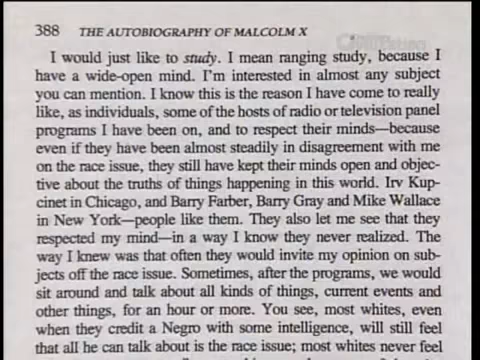 388 THE AUTOBIOGRAPHY OF MALCOLM X
I would just like to study. I mean ranging study, because I
have a wide-open mind. I'm interested in almost any subject
you can mention. I know this is the reason I have come to really
like, as individuals, some of the hosts of radio or television panel
programs I have been on, and to respect their minds—because
even if they have been almost steadily in disagreement with me
on the race issue, they still have kept their minds open and objec-
tive about the truths of things happening in this world. Irv Kup-
cinet in Chicago, and Barry Farber, Barry Gray and Mike Wallace
in New York—people like them. They also let me see that they
respected my mind—in a way I know they never realized. The
way I knew was that often they would invite my opinion on sub-
jects off the race issue. Sometimes, after the programs, we would
sit around and talk about all kinds of things, current events and
other things, for an hour or more. You see, most whites, even
when they credit a Negro with some intelligence, will still feel
that all he can talk about is the race issue; most whites never feel